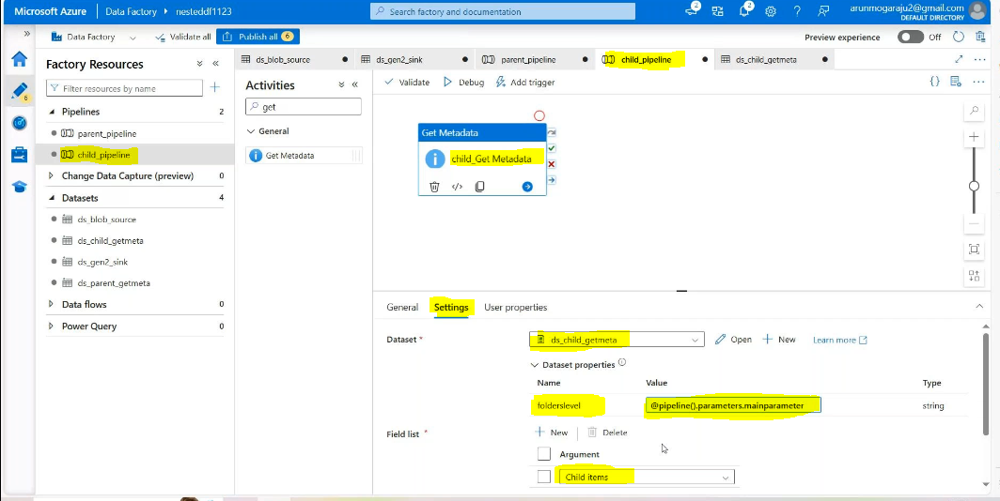 Microsoft Azure Data Factory nesteddf1123
Search factory and documentation
2 2
arunmogaraju2@gmail.com
DEFAULT DIRECTORY
Data Factory Validate all Publish all 6
Preview experience Off
Factory Resources
Filter resources by name
6
Pipelines 2
parent_pipeline
child_pipeline
Change Data Capture (preview) 0
Datasets 4
ds_blob_source
ds_child_getmeta
ds_gen2_sink
ds_parent_getmeta
Data flows 0
Power Query 0
ds_blob_source ds_gen2_sink parent_pipeline child_pipeline ds_child_getmeta
Activities
get
General
Get Metadata
Validate Debug Add trigger
Get Metadata
child_Get Metadata
General Settings User properties
Dataset * ds_child_getmeta Open New Learn more
Dataset properties
Name Value Type
folderslevel @pipeline().parameters.mainparameter string
Field list * New Delete
Argument
Child items